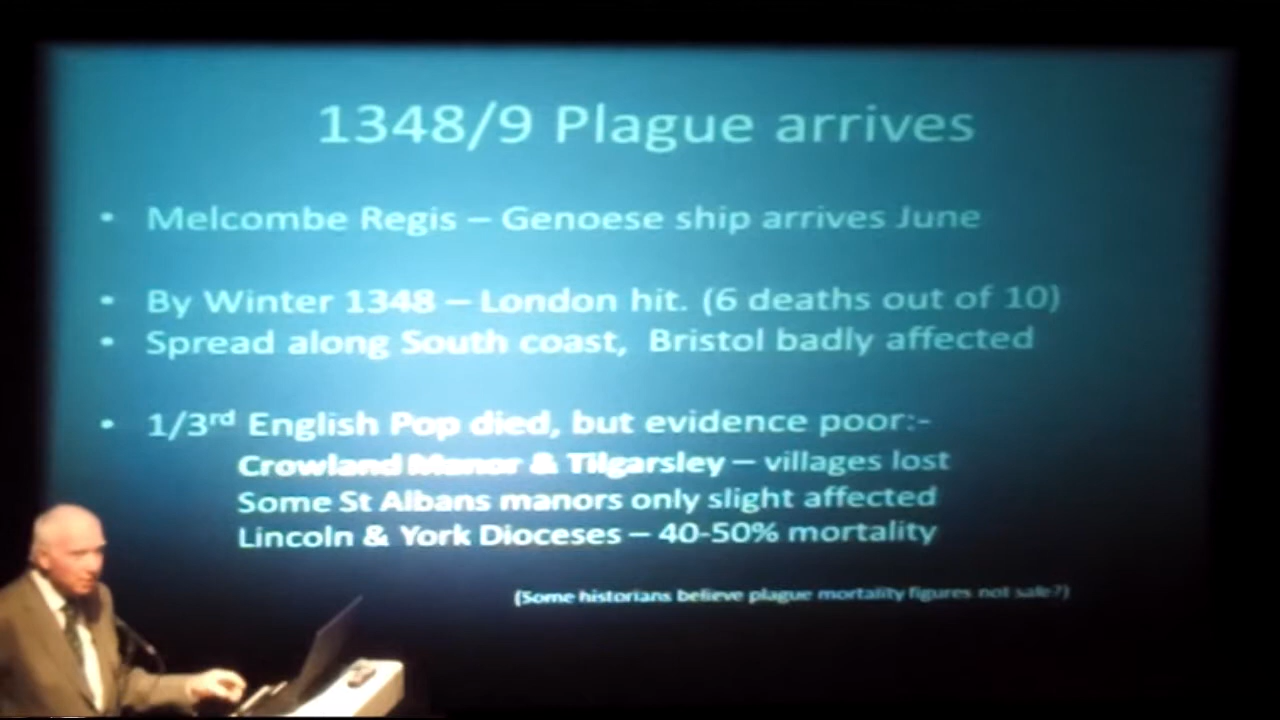 1348/9 Plague arrives
• Melcombe Regis – Genoese ship arrives June
• By Winter 1348 – London hit. (6 deaths out of 10)
• Spread along South coast, Bristol badly affected
• 1/3rd English Pop died, but evidence poor:-
Crowland Manor & Tilgarsley – villages lost
Some St Albans manors only slight affected
Lincoln & York Dioceses – 40-50% mortality
(Some historians believe plague mortality figures not safe?)